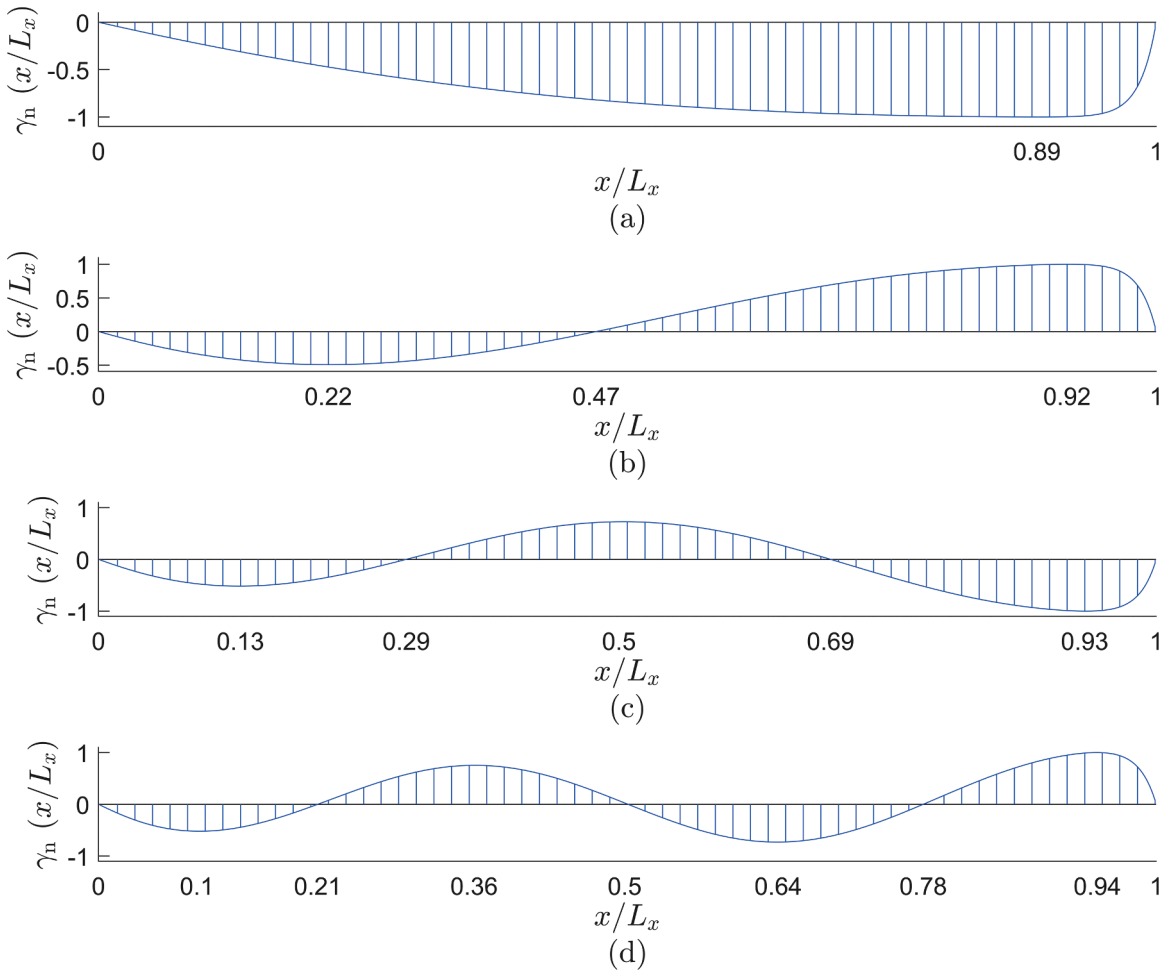 γn (x/Lx)
0
-0.5
-1
0 0.89 1
x/Lx
(a)
γn (x/Lx)
1
0.5
0
-0.5
0 0.22 0.47 0.92 1
x/Lx
(b)
γn (x/Lx)
1
0
-1
0 0.13 0.29 0.5 0.69 0.93 1
x/Lx
(c)
γn (x/Lx)
1
0
-1
0 0.1 0.21 0.36 0.5 0.64 0.78 0.94 1
x/Lx
(d)